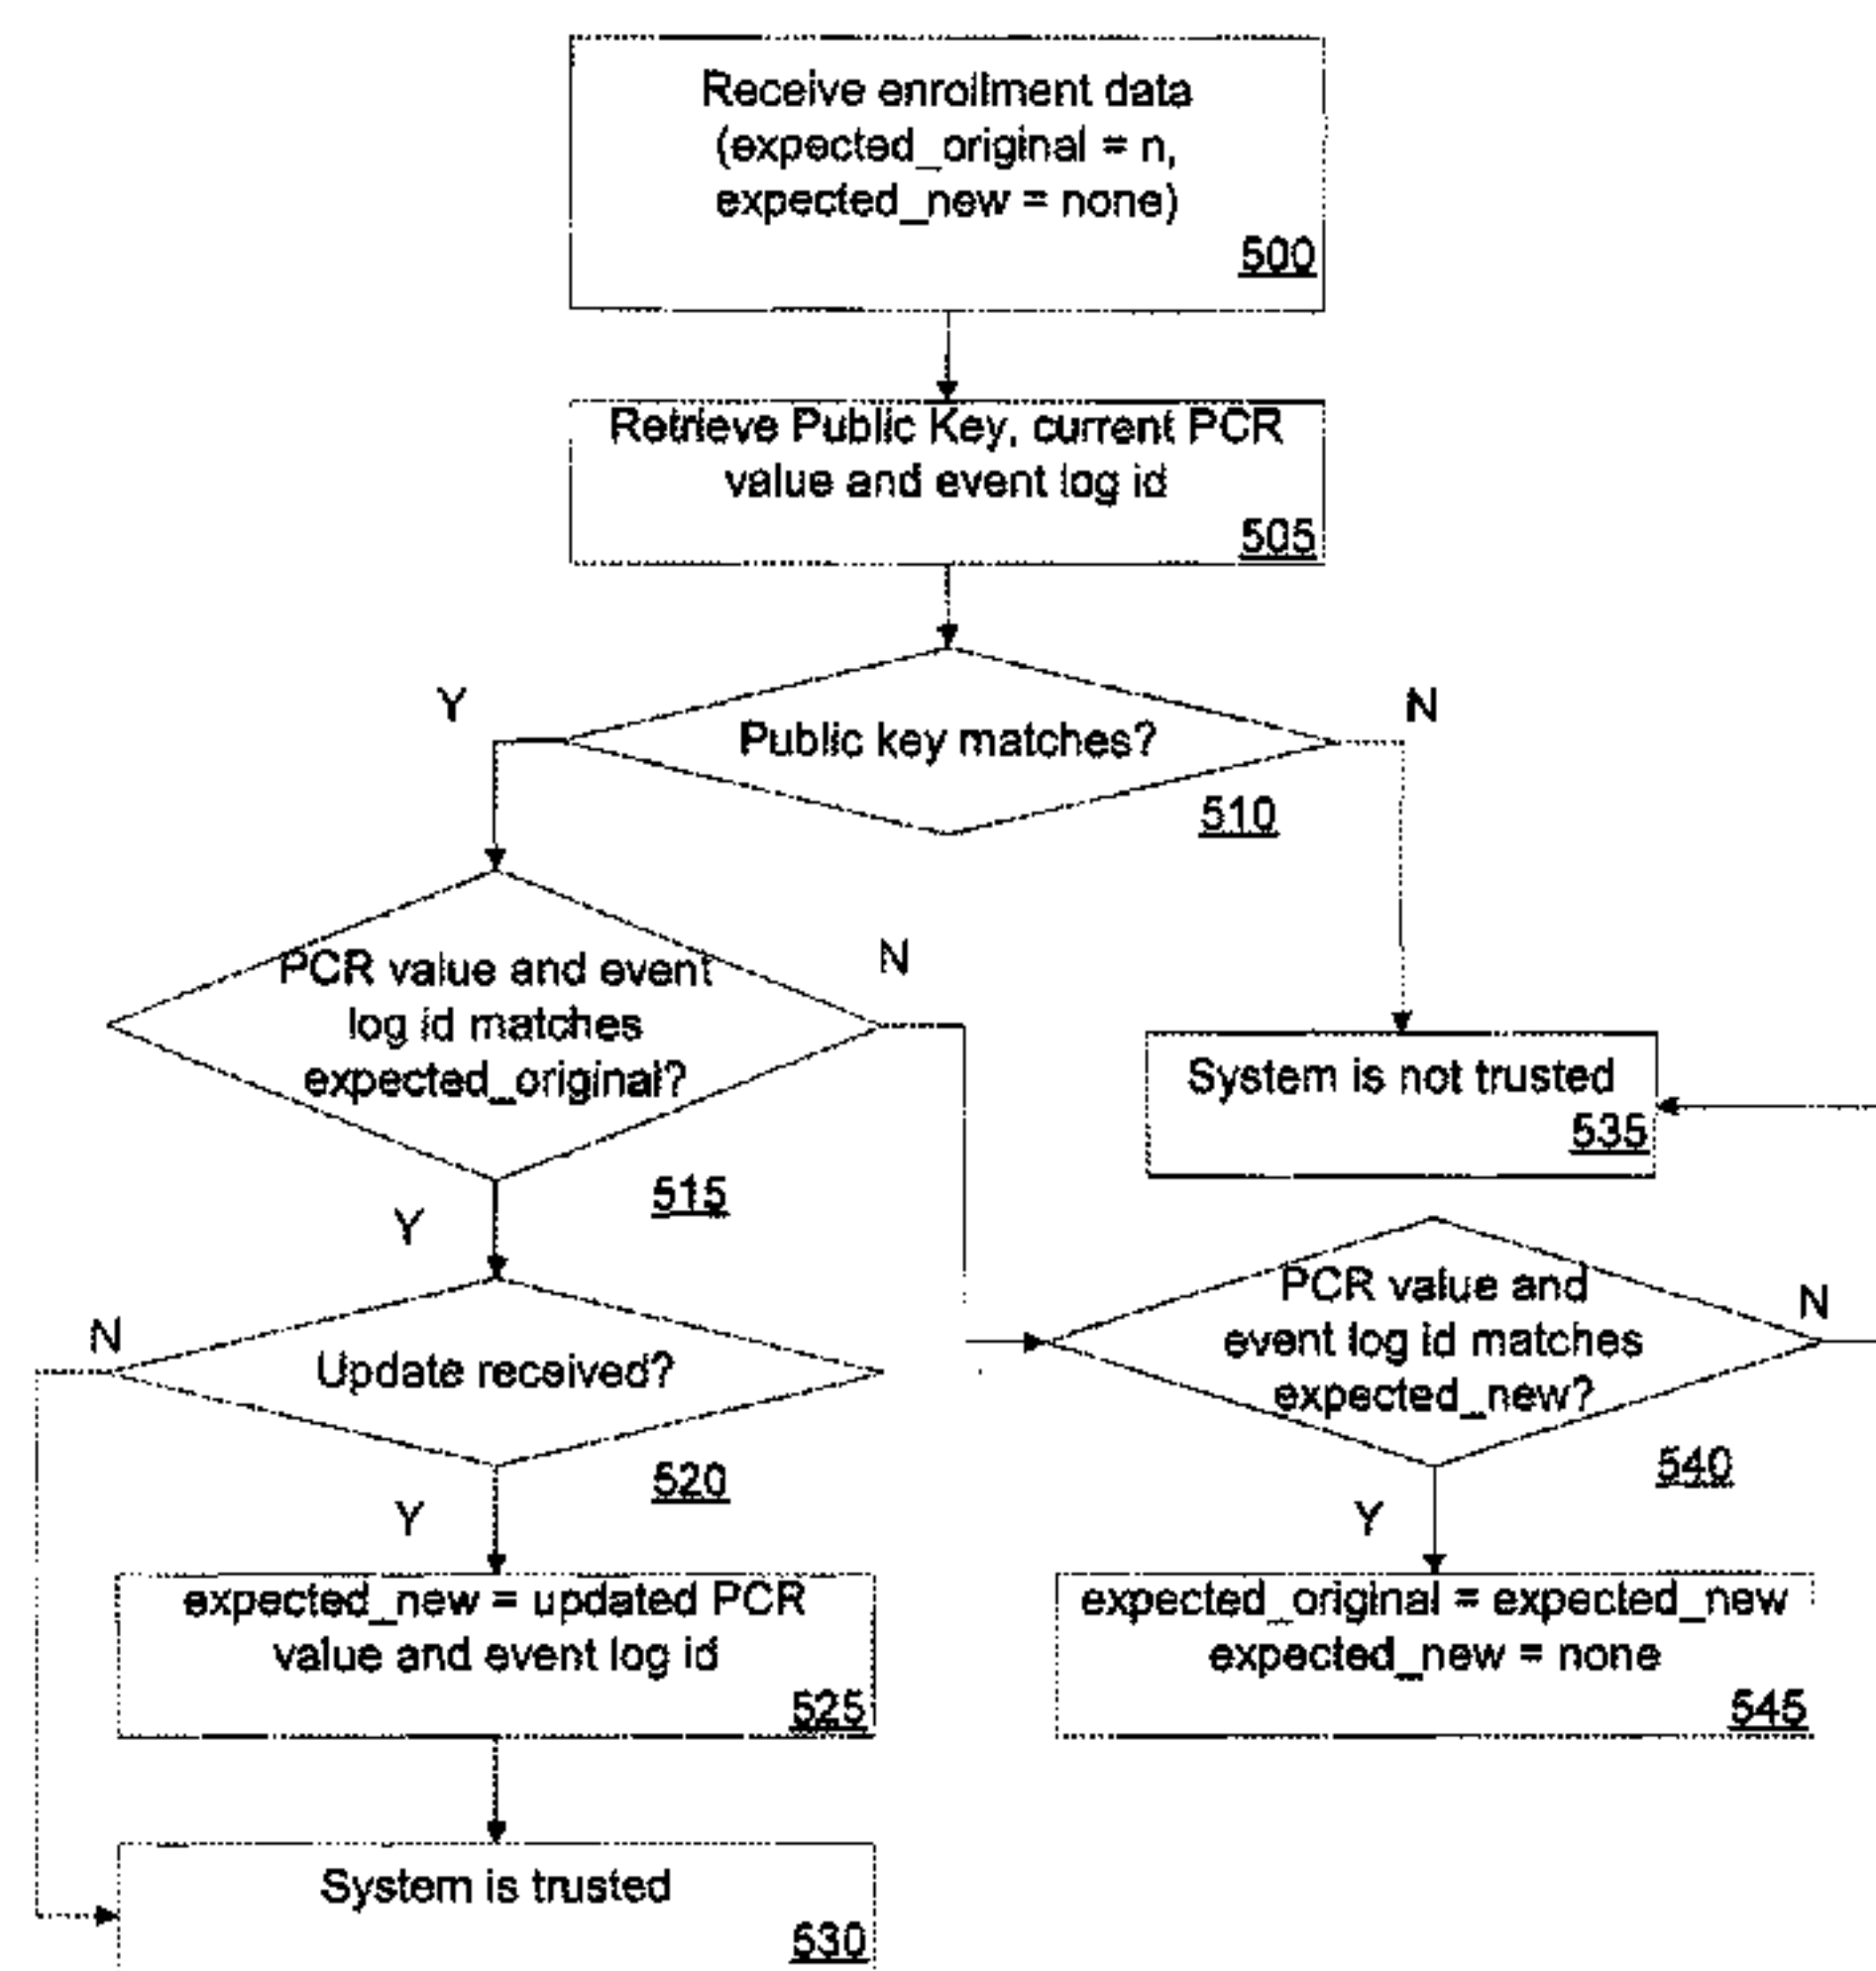 Receive enrollment data
(expected_original = n,
expected_new = none)
500
Retrieve Public Key, current PCR
value and event log id
505
Y
N
Public key matches?
510
PCR value and event
log id matches
expected_original?
N
515
Y
System is not trusted
535
N
Update received?
520
Y
PCR value and
event log id matches
expected_new?
N
540
Y
expected_new = updated PCR
value and event log id
525
expected_original = expected_new
expected_new = none
545
System is trusted
530